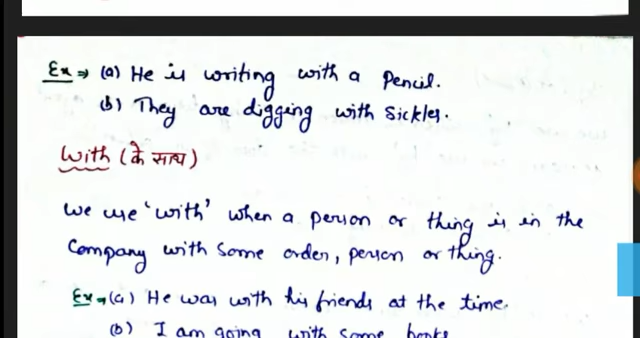 Ex⇒ (a) He is writing with a Pencil.
(b) They are digging with Sickles.
With (के साथ)
We use 'with' when a person or thing is in the
Company with some order, person or thing.
Ex→ (a) He was with his friends at the time.
(b) I am going with some books